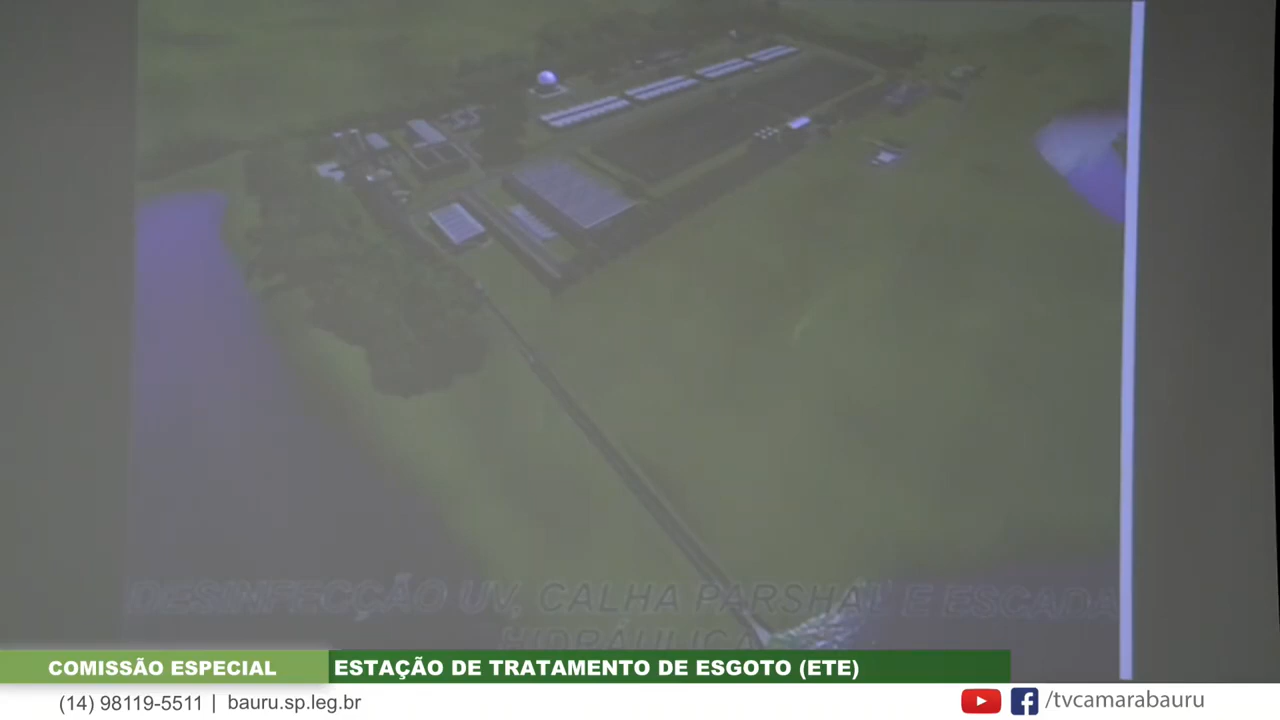 DESINFECÇÃO UV, CALHA PARSHAL E ESCADA
HIDRÁULICA
COMISSÃO ESPECIAL
ESTAÇÃO DE TRATAMENTO DE ESGOTO (ETE)
(14) 98119-5511 | bauru.sp.leg.br
/tvcamarabauru